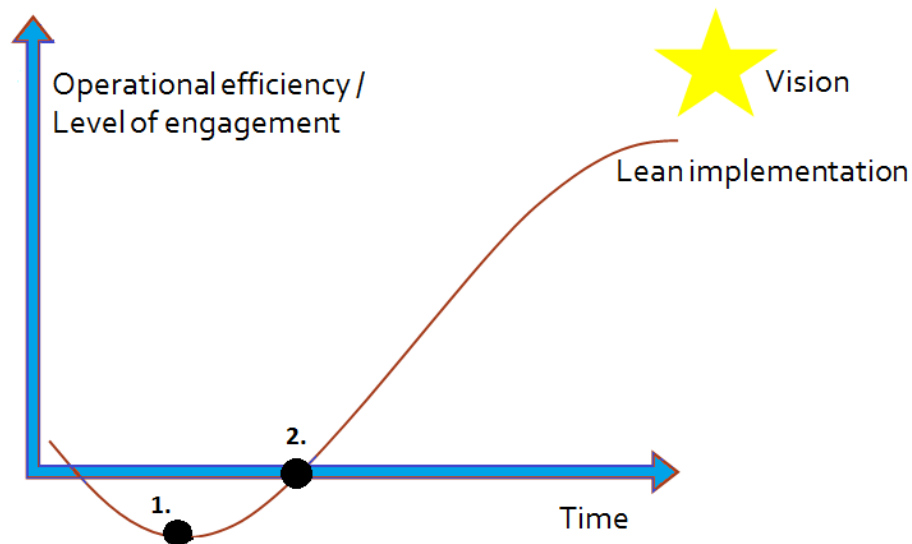 Operational efficiency /
Level of engagement
Vision
Lean implementation
2.
1.
Time